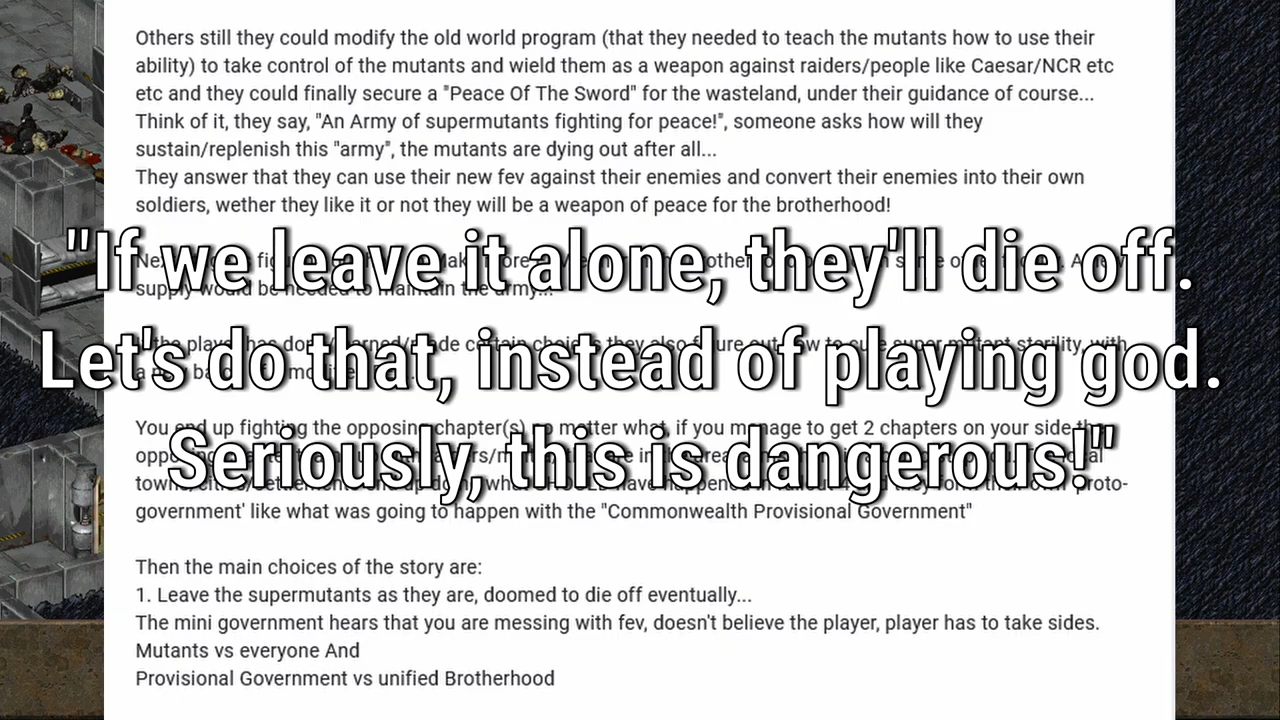 Others still they could modify the old world program (that they needed to teach the mutants how to use their
ability) to take control of the mutants and wield them as a weapon against raiders/people like Caesar/NCR etc
etc and they could finally secure a "Peace Of The Sword" for the wasteland, under their guidance of course...
Think of it, they say, "An Army of supermutants fighting for peace!", someone asks how will they
sustain/replenish this "army", the mutants are dying out after all...
They answer that they can use their new fev against their enemies and convert their enemies into their own
soldiers, wether they like it or not they will be a weapon of peace for the brotherhood!
"If we leave it alone, they'll die off.
supply would be needed to maintain the army...
Let's do that, instead of playing god.
You end up fighting the opposing chapter(s) no matter what, if you manage to get 2 chapters on your side the
Seriously, this is dangerous!"
government' like what was going to happen with the "Commonwealth Provisional Government"
Then the main choices of the story are:
1. Leave the supermutants as they are, doomed to die off eventually...
The mini government hears that you are messing with fev, doesn't believe the player, player has to take sides.
Mutants vs everyone And
Provisional Government vs unified Brotherhood